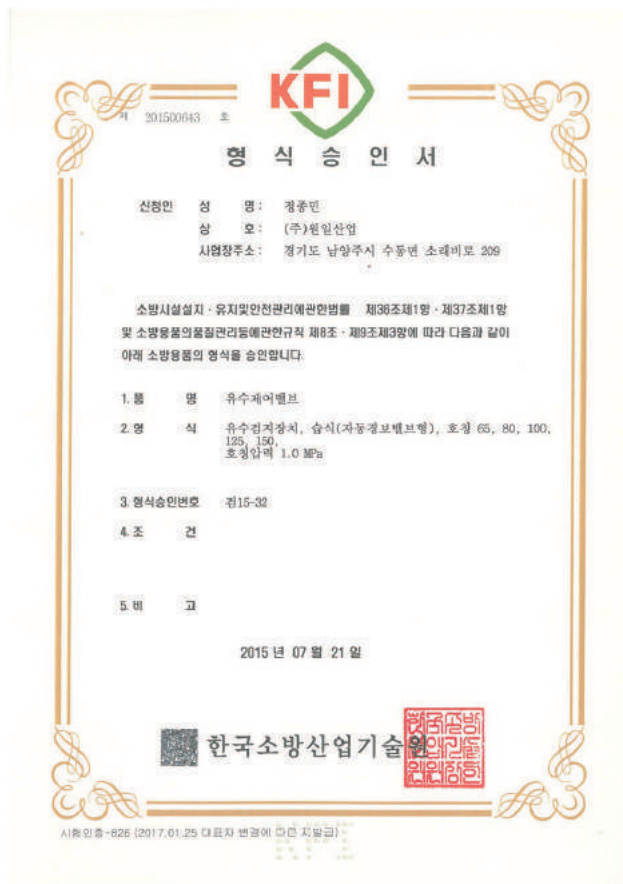 KFI
제 201500643 호
형 식 승 인 서
신청인 성 명: 정종민
상 호: (주)원일산업
사업장주소: 경기도 남양주시 수동면 소래비로 209
소방시설설치ㆍ유지및안전관리에관한법률 제36조제1항ㆍ제37조제1항
및 소방용품의품질관리등에관한규칙 제8조ㆍ제9조제3항에 따라 다음과 같이
아래 소방용품의 형식을 승인합니다.
1. 품 명 유수제어밸브
2. 형 식 유수검지장치, 습식(자동경보밸브형), 호칭 65, 80, 100,
125, 150,
호칭압력 1.0 MPa
3. 형식승인번호 검15-32
4. 조 건
5. 비 고
2015 년 07 월 21 일
한국소방산업기술원
시험인증-826 (2017.01.25 대표자 변경에 따른 재발급)